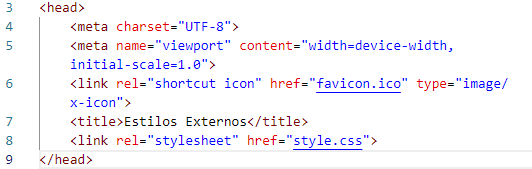 3 <head>
4 <meta charset="UTF-8">
5 <meta name="viewport" content="width=device-width,
initial-scale=1.0">
6 <link rel="shortcut icon" href="favicon.ico" type="image/
x-icon">
7 <title>Estilos Externos</title>
8 <link rel="stylesheet" href="style.css">
9 </head>